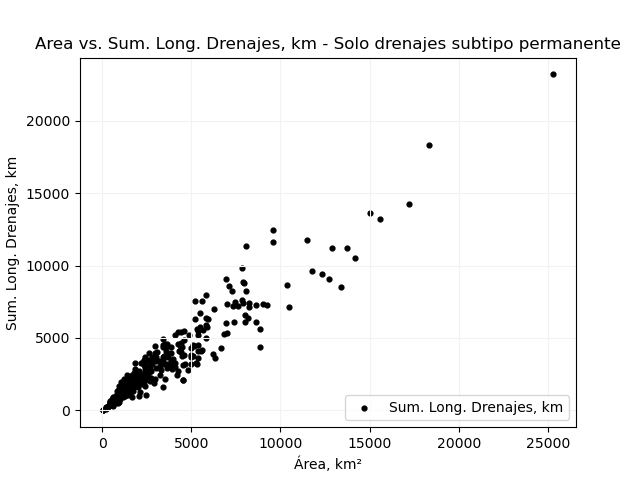 Area vs. Sum. Long. Drenajes, km - Solo drenajes subtipo permanente
Sum. Long. Drenajes, km
20000
15000
10000
5000
0
Sum. Long. Drenajes, km
0 5000 10000 15000 20000 25000
Área, km²